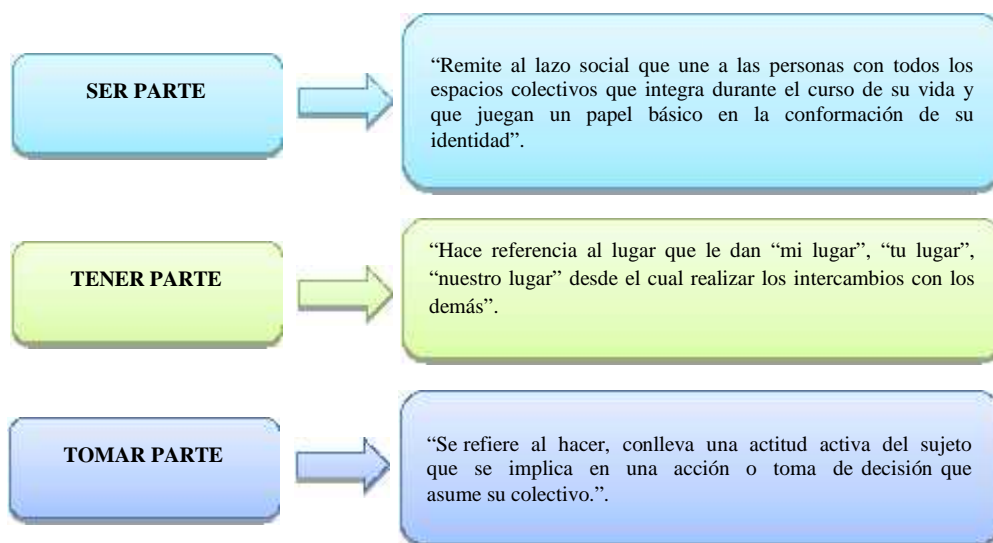 SER PARTE
“Remite al lazo social que une a las personas con todos los
espacios colectivos que integra durante el curso de su vida y
que juegan un papel básico en la conformación de su
identidad”.
TENER PARTE
“Hace referencia al lugar que le dan “mi lugar”, “tu lugar”,
“nuestro lugar” desde el cual realizar los intercambios con los
demás”.
TOMAR PARTE
“Se refiere al hacer, conlleva una actitud activa del sujeto
que se implica en una acción o toma de decisión que
asume su colectivo.”.